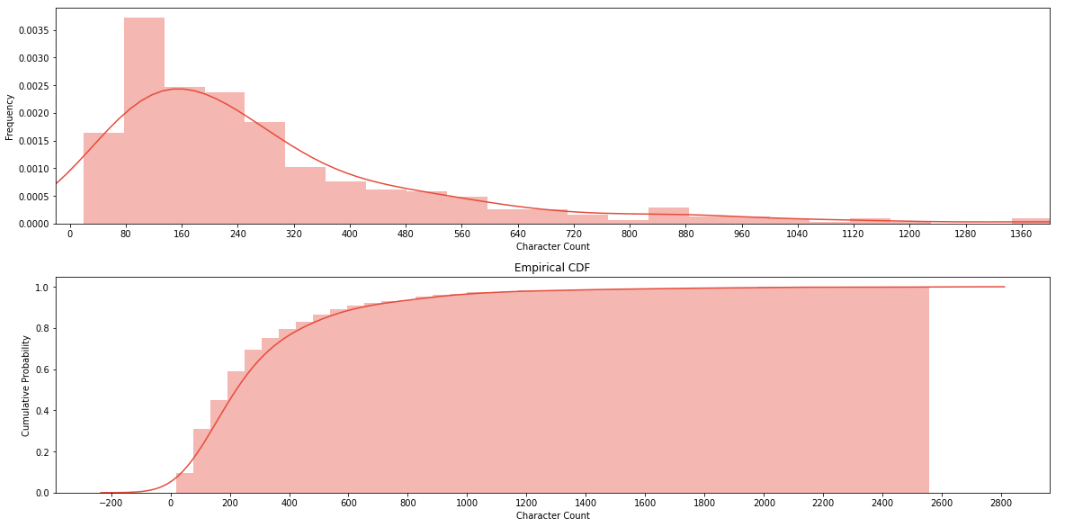 0.0035
0.0030
0.0025
0.0020
0.0015
0.0010
0.0005
0.0000
Frequency
0 80 160 240 320 400 480 560 640 720 800 880 960 1040 1120 1200 1280 1360
Character Count
Empirical CDF
1.0
0.8
0.6
0.4
0.2
0.0
Cumulative Probability
−200 0 200 400 600 800 1000 1200 1400 1600 1800 2000 2200 2400 2600 2800
Character Count